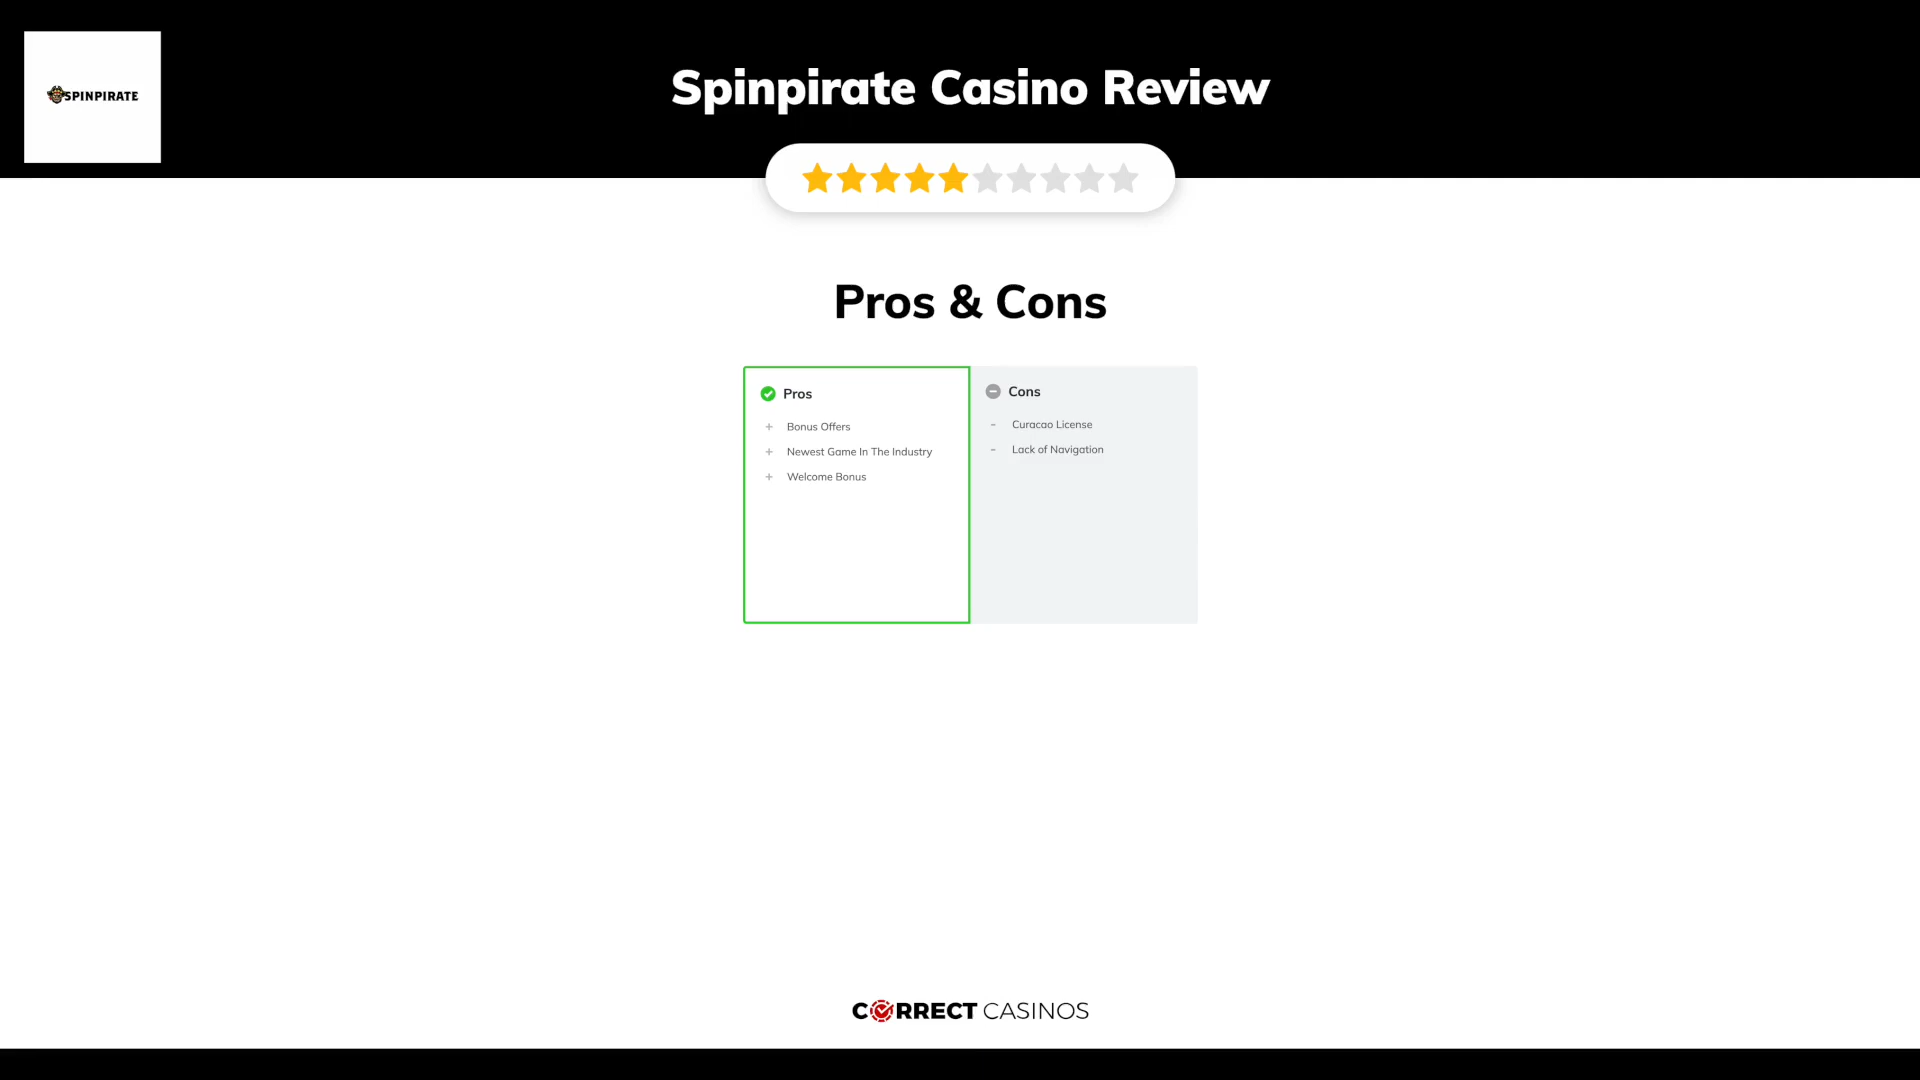 SPINPIRATE
Spinpirate Casino Review
Pros & Cons
Pros
+ Bonus Offers
+ Newest Game In The Industry
+ Welcome Bonus
Cons
- Curacao License
- Lack of Navigation
CORRECT CASINOS